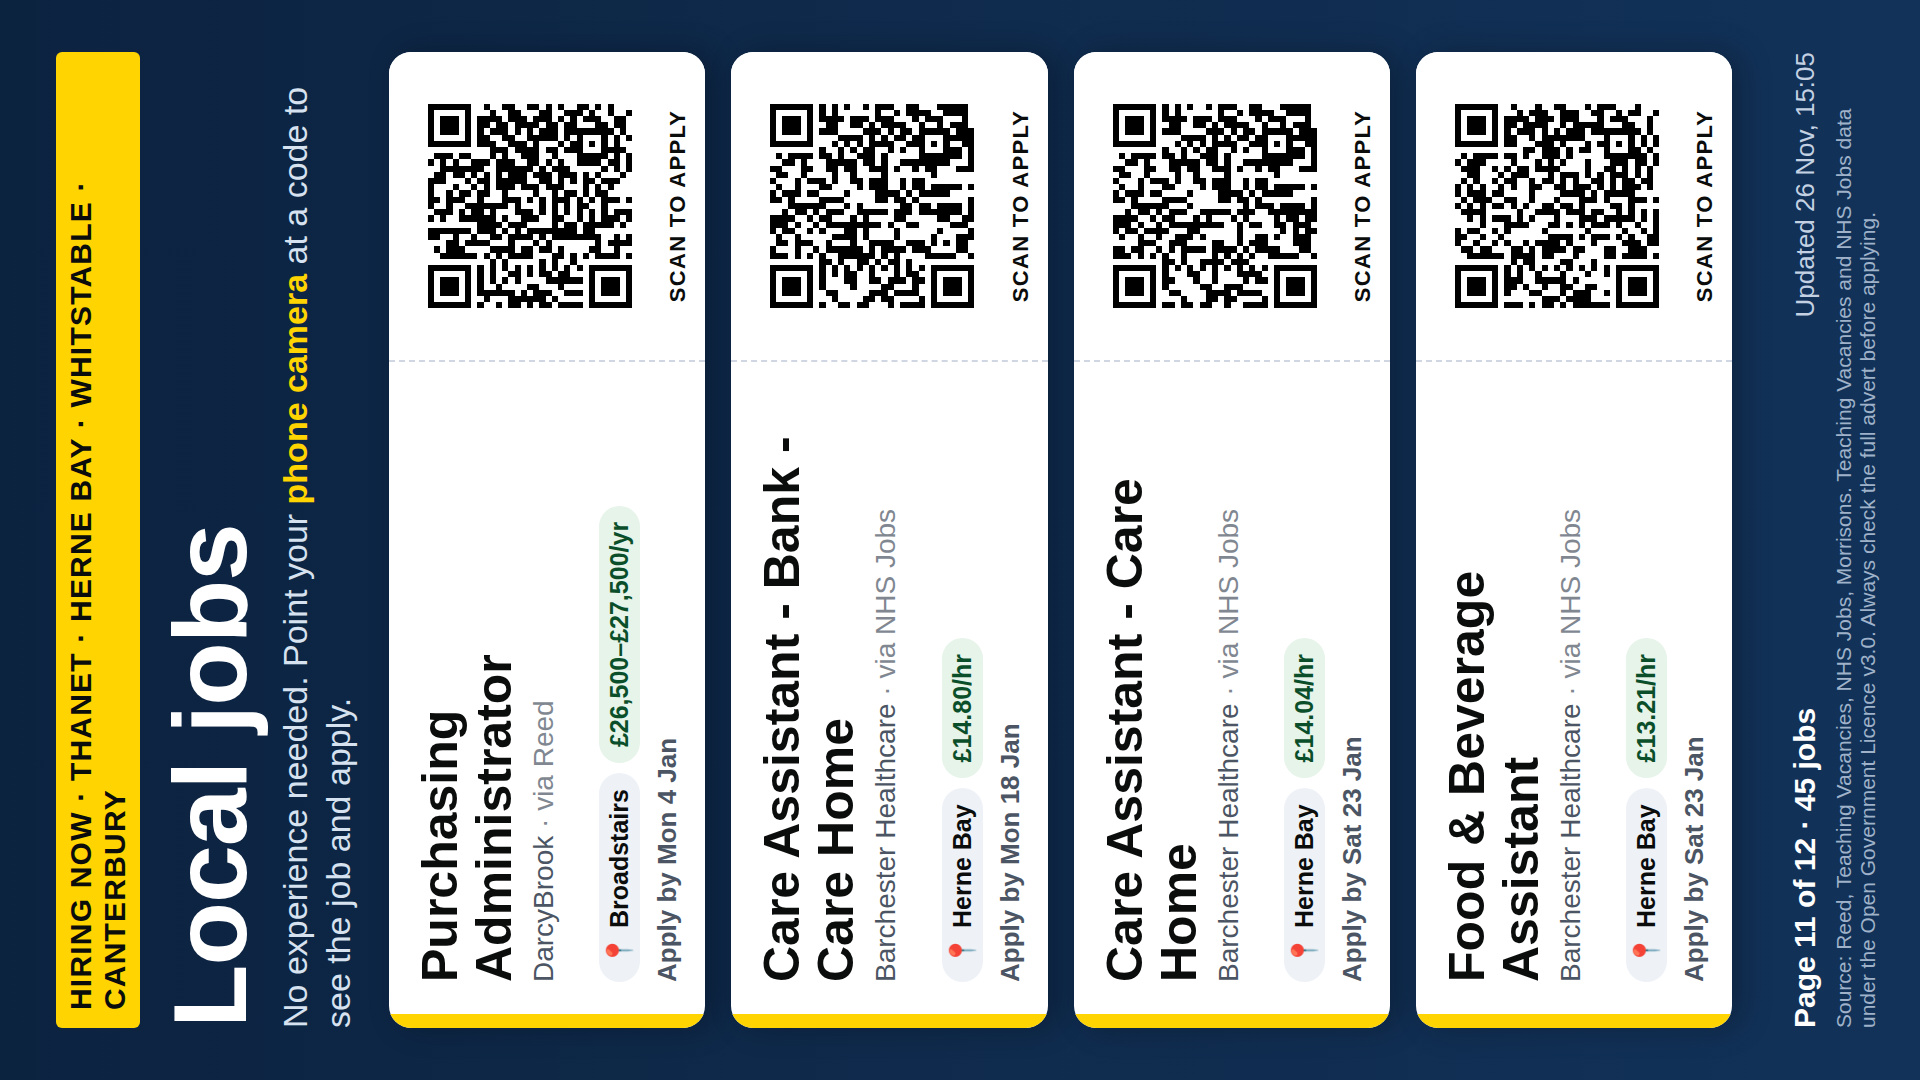 HIRING NOW · THANET · HERNE BAY · WHITSTABLE ·
CANTERBURY
Local jobs
No experience needed. Point your phone camera at a code to
see the job and apply.
Purchasing
Administrator
DarcyBrook · via Reed
📍 Broadstairs £26,500–£27,500/yr
Apply by Mon 4 Jan
SCAN TO APPLY
Care Assistant - Bank -
Care Home
Barchester Healthcare · via NHS Jobs
📍 Herne Bay £14.80/hr
Apply by Mon 18 Jan
SCAN TO APPLY
Care Assistant - Care
Home
Barchester Healthcare · via NHS Jobs
📍 Herne Bay £14.04/hr
Apply by Sat 23 Jan
SCAN TO APPLY
Food & Beverage
Assistant
Barchester Healthcare · via NHS Jobs
📍 Herne Bay £13.21/hr
Apply by Sat 23 Jan
SCAN TO APPLY
Page 11 of 12 · 45 jobs Updated 26 Nov, 15:05
Source: Reed, Teaching Vacancies, NHS Jobs, Morrisons. Teaching Vacancies and NHS Jobs data
under the Open Government Licence v3.0. Always check the full advert before applying.